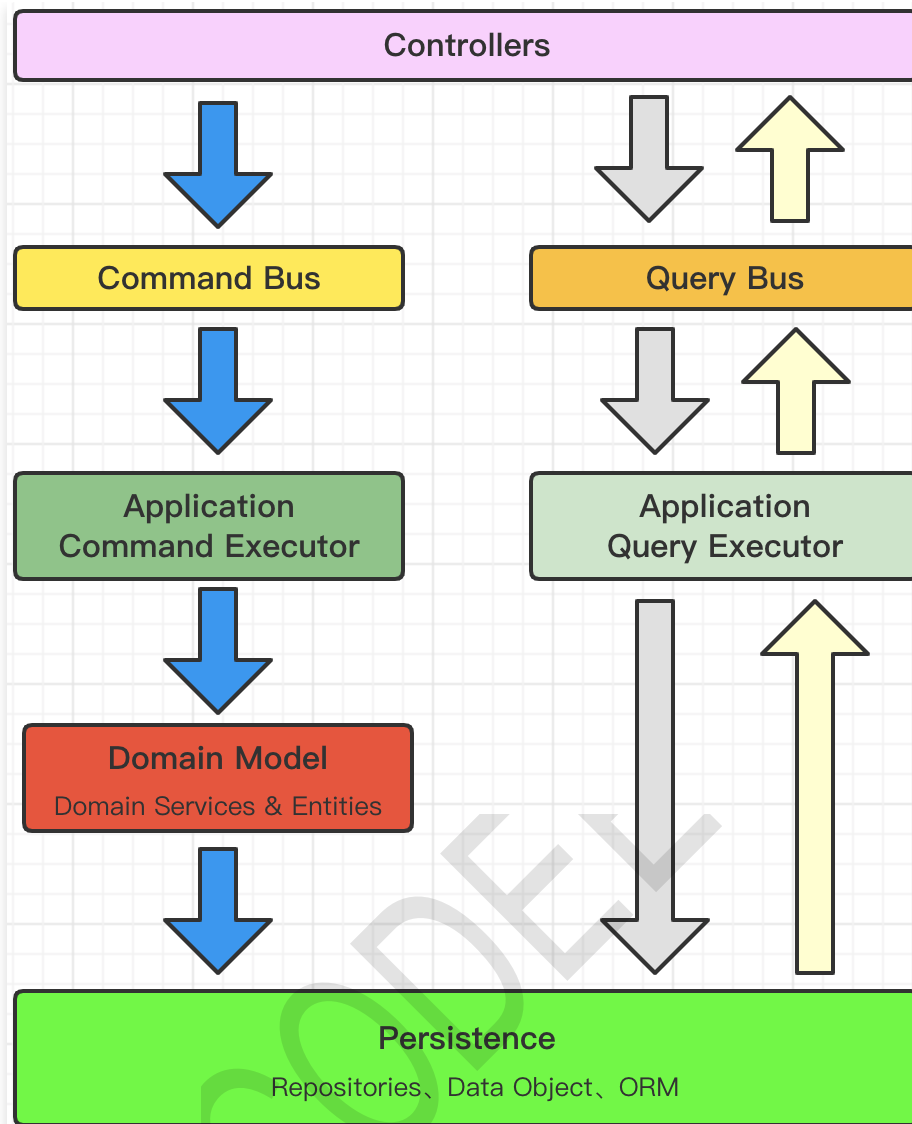 Controllers
Command Bus
Query Bus
Application
Command Executor
Application
Query Executor
Domain Model
Domain Services & Entities
Persistence
Repositories、Data Object、ORM